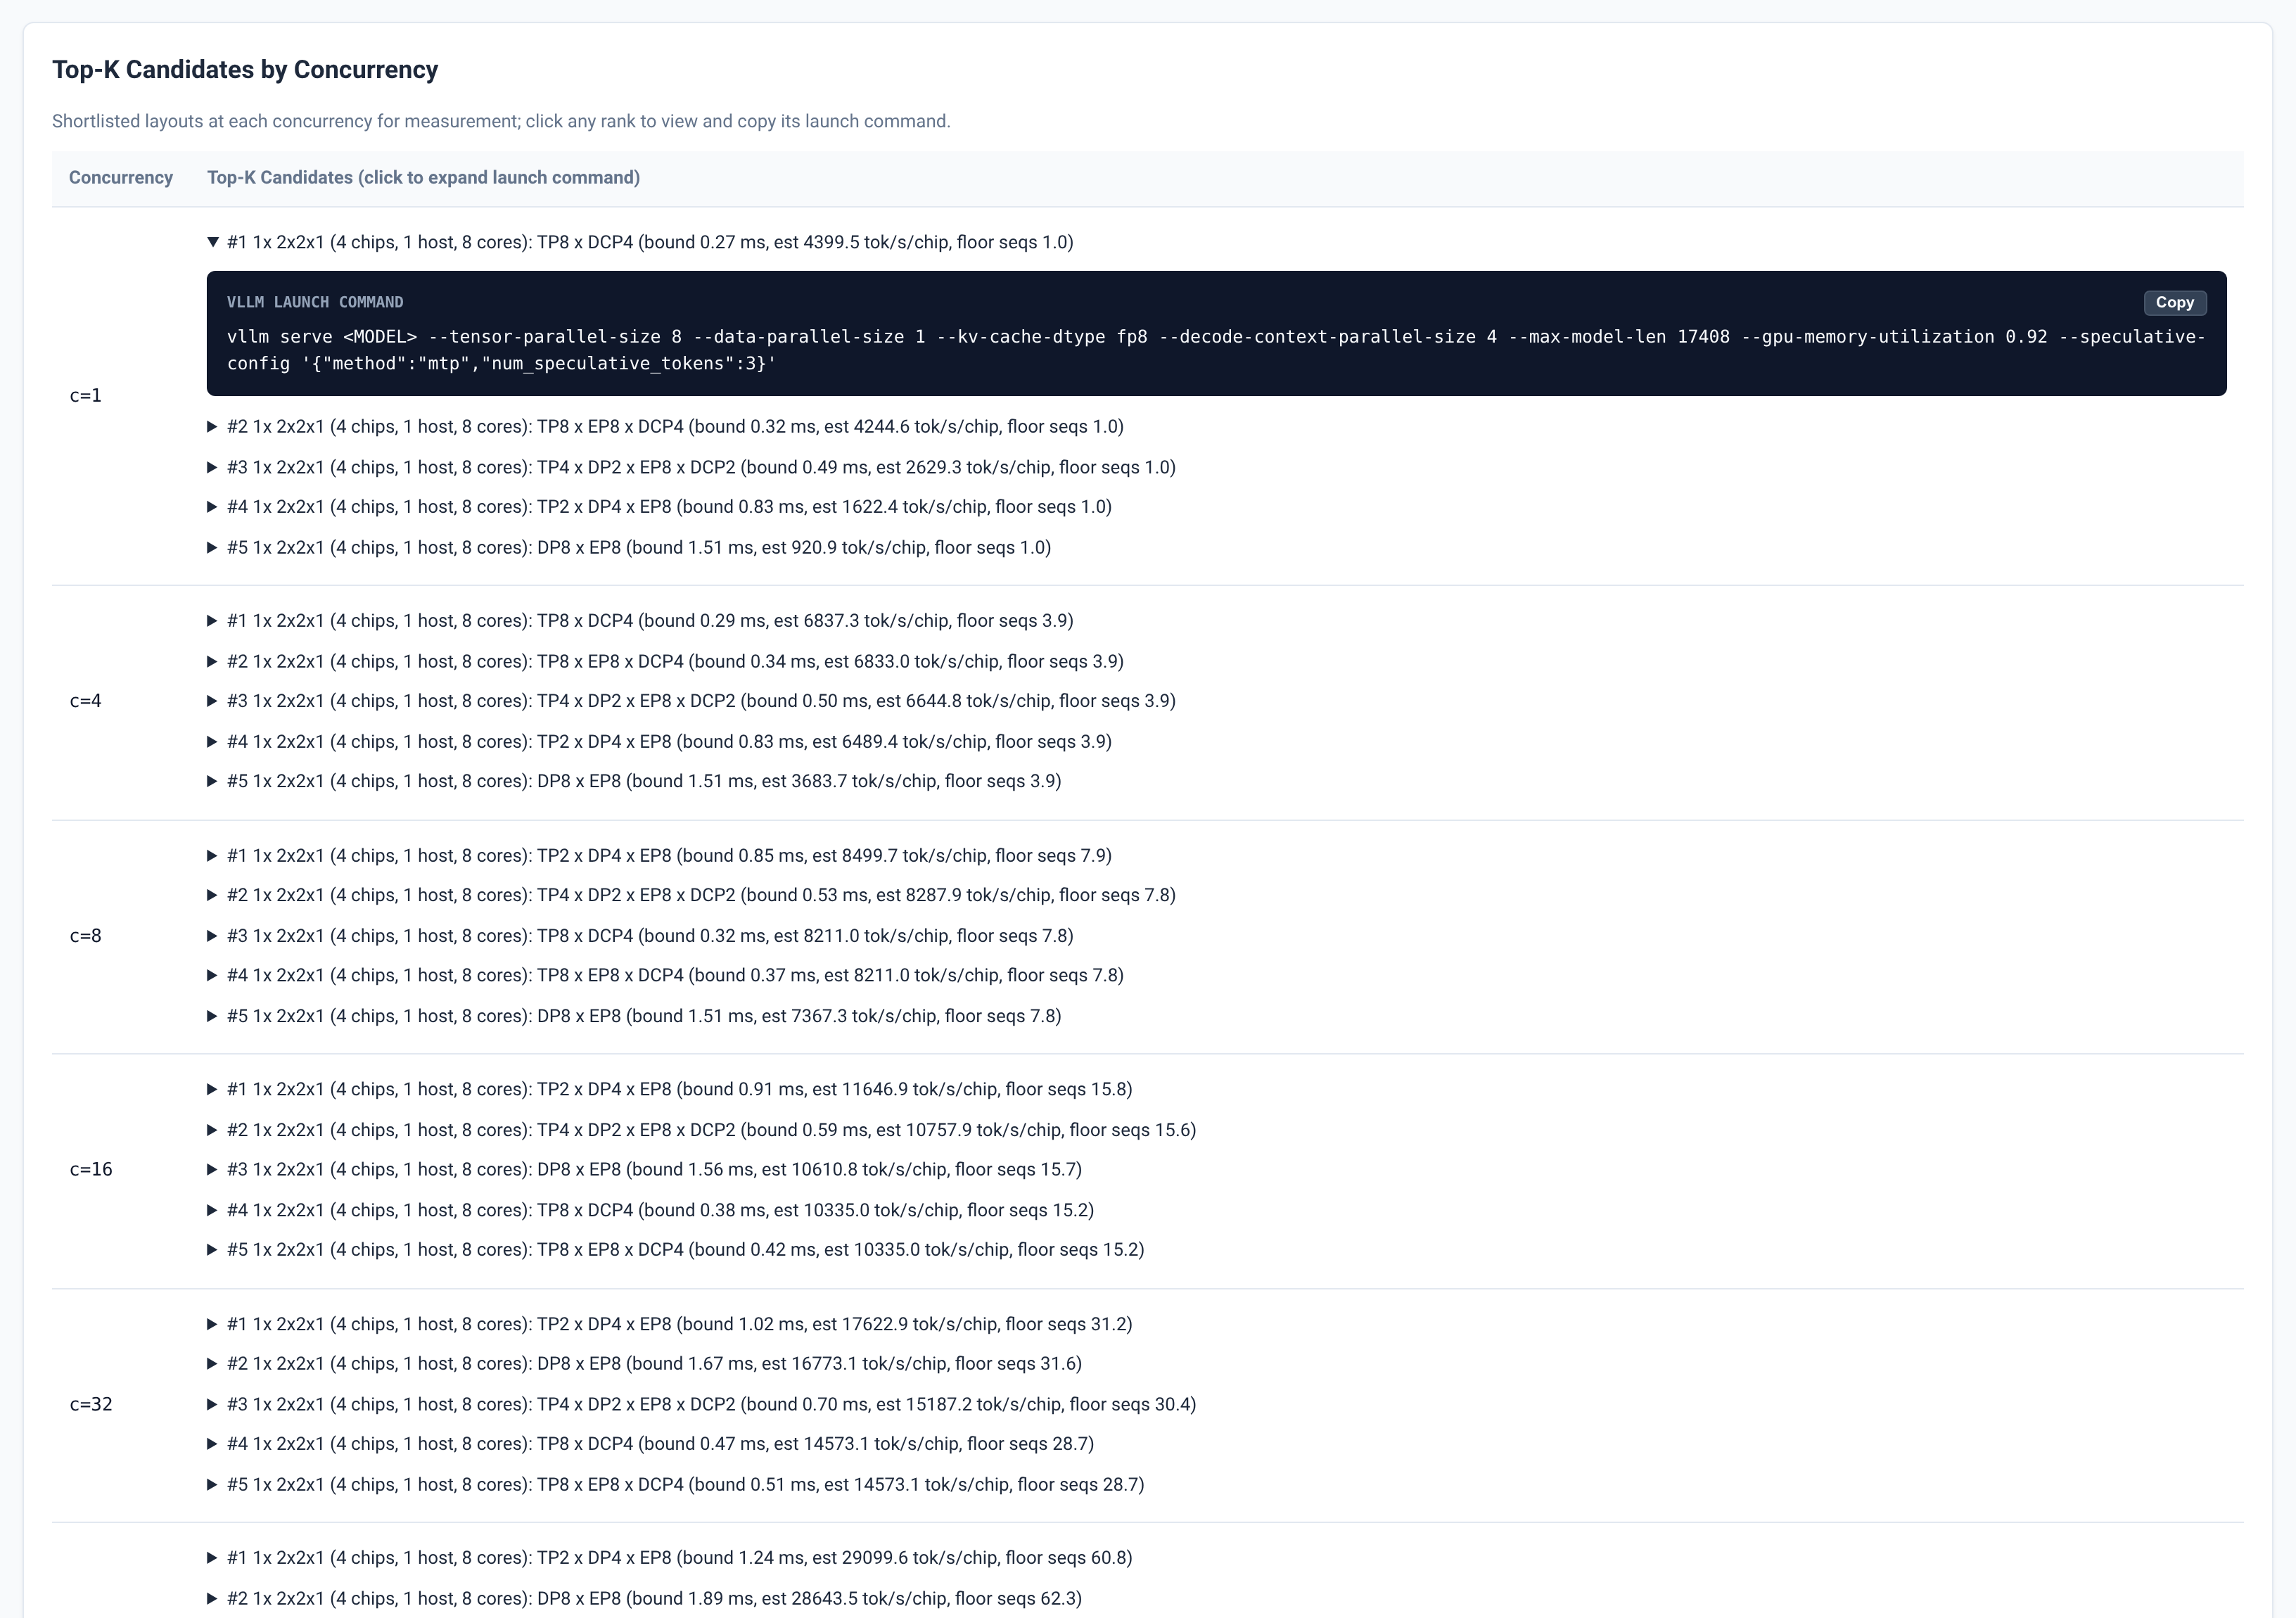 Top-K Candidates by Concurrency
Shortlisted layouts at each concurrency for measurement; click any rank to view and copy its launch command.
Concurrency Top-K Candidates (click to expand launch command)
c=1
▼ #1 1x 2x2x1 (4 chips, 1 host, 8 cores): TP8 x DCP4 (bound 0.27 ms, est 4399.5 tok/s/chip, floor seqs 1.0)
VLLM LAUNCH COMMAND
Copy
vllm serve <MODEL> --tensor-parallel-size 8 --data-parallel-size 1 --kv-cache-dtype fp8 --decode-context-parallel-size 4 --max-model-len 17408 --gpu-memory-utilization 0.92 --speculative-
config '{"method":"mtp","num_speculative_tokens":3}'
▶ #2 1x 2x2x1 (4 chips, 1 host, 8 cores): TP8 x EP8 x DCP4 (bound 0.32 ms, est 4244.6 tok/s/chip, floor seqs 1.0)
▶ #3 1x 2x2x1 (4 chips, 1 host, 8 cores): TP4 x DP2 x EP8 x DCP2 (bound 0.49 ms, est 2629.3 tok/s/chip, floor seqs 1.0)
▶ #4 1x 2x2x1 (4 chips, 1 host, 8 cores): TP2 x DP4 x EP8 (bound 0.83 ms, est 1622.4 tok/s/chip, floor seqs 1.0)
▶ #5 1x 2x2x1 (4 chips, 1 host, 8 cores): DP8 x EP8 (bound 1.51 ms, est 920.9 tok/s/chip, floor seqs 1.0)
c=4
▶ #1 1x 2x2x1 (4 chips, 1 host, 8 cores): TP8 x DCP4 (bound 0.29 ms, est 6837.3 tok/s/chip, floor seqs 3.9)
▶ #2 1x 2x2x1 (4 chips, 1 host, 8 cores): TP8 x EP8 x DCP4 (bound 0.34 ms, est 6833.0 tok/s/chip, floor seqs 3.9)
▶ #3 1x 2x2x1 (4 chips, 1 host, 8 cores): TP4 x DP2 x EP8 x DCP2 (bound 0.50 ms, est 6644.8 tok/s/chip, floor seqs 3.9)
▶ #4 1x 2x2x1 (4 chips, 1 host, 8 cores): TP2 x DP4 x EP8 (bound 0.83 ms, est 6489.4 tok/s/chip, floor seqs 3.9)
▶ #5 1x 2x2x1 (4 chips, 1 host, 8 cores): DP8 x EP8 (bound 1.51 ms, est 3683.7 tok/s/chip, floor seqs 3.9)
c=8
▶ #1 1x 2x2x1 (4 chips, 1 host, 8 cores): TP2 x DP4 x EP8 (bound 0.85 ms, est 8499.7 tok/s/chip, floor seqs 7.9)
▶ #2 1x 2x2x1 (4 chips, 1 host, 8 cores): TP4 x DP2 x EP8 x DCP2 (bound 0.53 ms, est 8287.9 tok/s/chip, floor seqs 7.8)
▶ #3 1x 2x2x1 (4 chips, 1 host, 8 cores): TP8 x DCP4 (bound 0.32 ms, est 8211.0 tok/s/chip, floor seqs 7.8)
▶ #4 1x 2x2x1 (4 chips, 1 host, 8 cores): TP8 x EP8 x DCP4 (bound 0.37 ms, est 8211.0 tok/s/chip, floor seqs 7.8)
▶ #5 1x 2x2x1 (4 chips, 1 host, 8 cores): DP8 x EP8 (bound 1.51 ms, est 7367.3 tok/s/chip, floor seqs 7.8)
c=16
▶ #1 1x 2x2x1 (4 chips, 1 host, 8 cores): TP2 x DP4 x EP8 (bound 0.91 ms, est 11646.9 tok/s/chip, floor seqs 15.8)
▶ #2 1x 2x2x1 (4 chips, 1 host, 8 cores): TP4 x DP2 x EP8 x DCP2 (bound 0.59 ms, est 10757.9 tok/s/chip, floor seqs 15.6)
▶ #3 1x 2x2x1 (4 chips, 1 host, 8 cores): DP8 x EP8 (bound 1.56 ms, est 10610.8 tok/s/chip, floor seqs 15.7)
▶ #4 1x 2x2x1 (4 chips, 1 host, 8 cores): TP8 x DCP4 (bound 0.38 ms, est 10335.0 tok/s/chip, floor seqs 15.2)
▶ #5 1x 2x2x1 (4 chips, 1 host, 8 cores): TP8 x EP8 x DCP4 (bound 0.42 ms, est 10335.0 tok/s/chip, floor seqs 15.2)
c=32
▶ #1 1x 2x2x1 (4 chips, 1 host, 8 cores): TP2 x DP4 x EP8 (bound 1.02 ms, est 17622.9 tok/s/chip, floor seqs 31.2)
▶ #2 1x 2x2x1 (4 chips, 1 host, 8 cores): DP8 x EP8 (bound 1.67 ms, est 16773.1 tok/s/chip, floor seqs 31.6)
▶ #3 1x 2x2x1 (4 chips, 1 host, 8 cores): TP4 x DP2 x EP8 x DCP2 (bound 0.70 ms, est 15187.2 tok/s/chip, floor seqs 30.4)
▶ #4 1x 2x2x1 (4 chips, 1 host, 8 cores): TP8 x DCP4 (bound 0.47 ms, est 14573.1 tok/s/chip, floor seqs 28.7)
▶ #5 1x 2x2x1 (4 chips, 1 host, 8 cores): TP8 x EP8 x DCP4 (bound 0.51 ms, est 14573.1 tok/s/chip, floor seqs 28.7)
▶ #1 1x 2x2x1 (4 chips, 1 host, 8 cores): TP2 x DP4 x EP8 (bound 1.24 ms, est 29099.6 tok/s/chip, floor seqs 60.8)
▶ #2 1x 2x2x1 (4 chips, 1 host, 8 cores): DP8 x EP8 (bound 1.89 ms, est 28643.5 tok/s/chip, floor seqs 62.3)